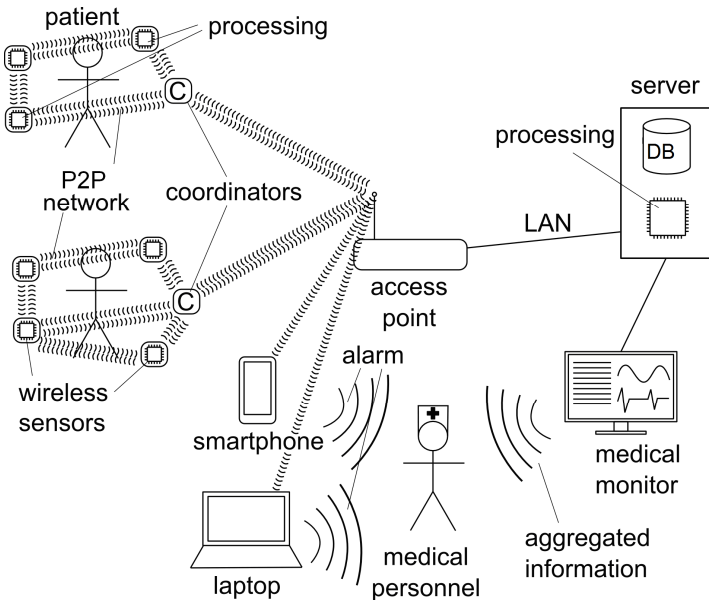 patient
processing
C
server
processing
DB
P2P
network
coordinators
LAN
C
access
point
wireless
sensors
alarm
smartphone
medical
monitor
laptop
medical
personnel
aggregated
information